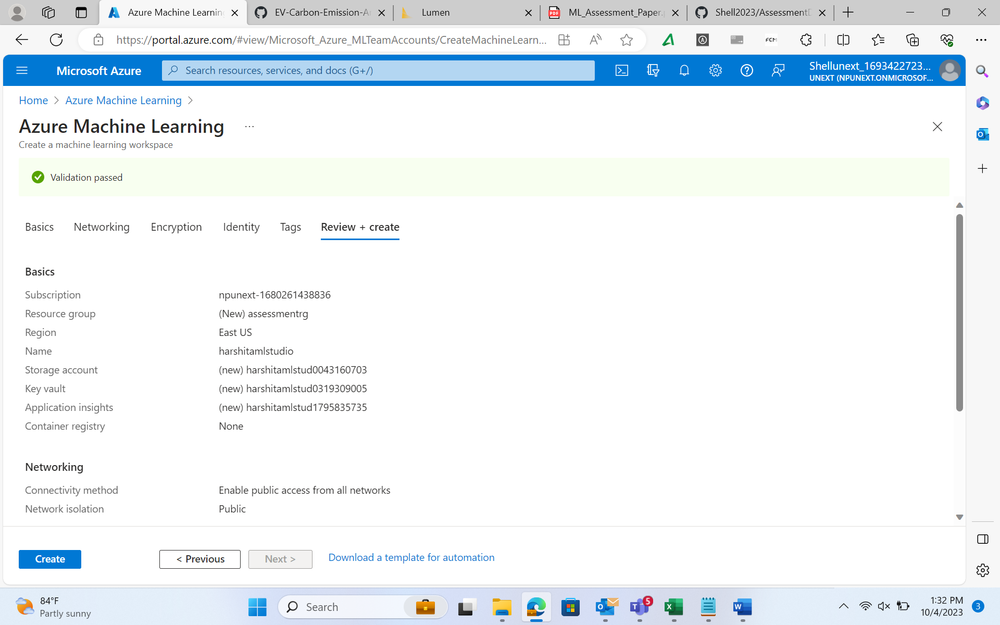 Azure Machine Learning
EV-Carbon-Emission-A
Lumen
ML_Assessment_Paper.
Shell2023/Assessment
https://portal.azure.com/#view/Microsoft_Azure_MLTeamAccounts/CreateMachineLearn...
FCM
Microsoft Azure
Search resources, services, and docs (G+/)
Shellunext_1693422723...
UNEXT (NPUNEXT.ONMICROSOF...
Home > Azure Machine Learning >
Azure Machine Learning ...
Create a machine learning workspace
Validation passed
Basics Networking Encryption Identity Tags Review + create
Basics
Subscription npunext-1680261438836
Resource group (New) assessmentrg
Region East US
Name harshitamlstudio
Storage account (new) harshitamlstud0043160703
Key vault (new) harshitamlstud0319309005
Application insights (new) harshitamlstud1795835735
Container registry None
Networking
Connectivity method Enable public access from all networks
Network isolation Public
Create < Previous Next > Download a template for automation
84°F
Partly sunny
Search
5
1:32 PM
10/4/2023
3